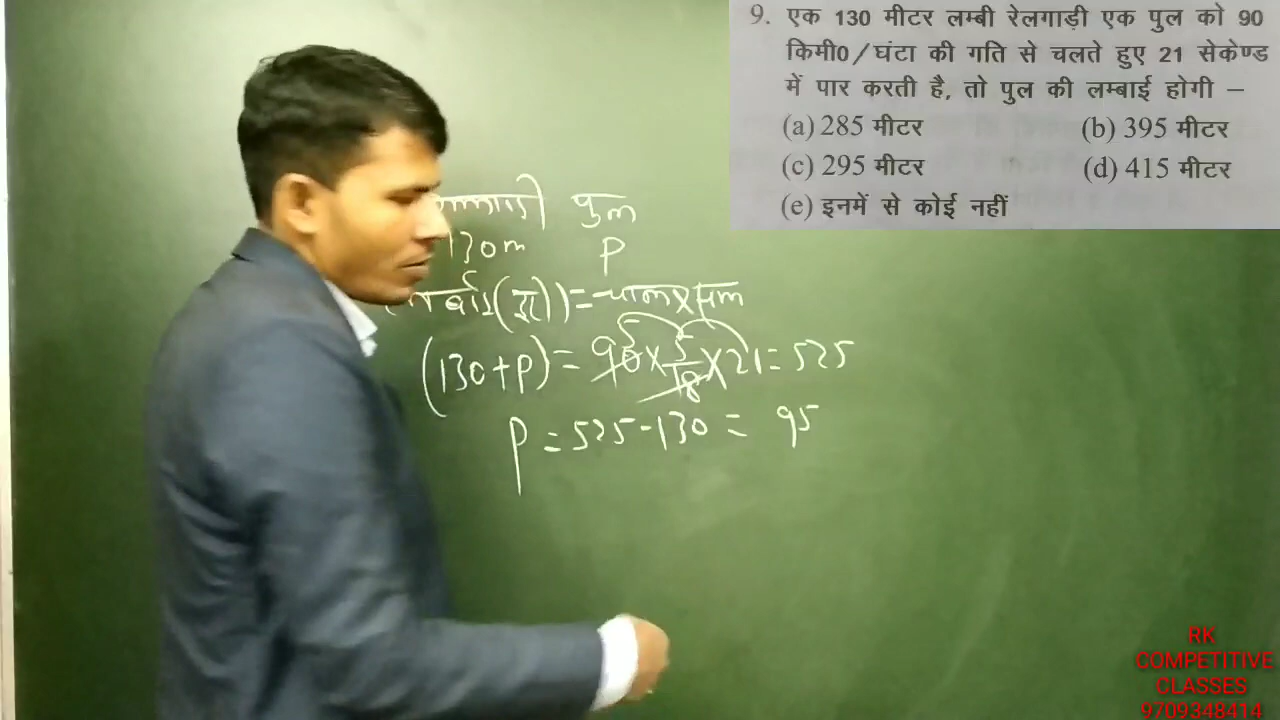 9. एक 130 मीटर लम्बी रेलगाड़ी एक पुल को 90
किमी0/घंटा की गति से चलते हुए 21 सेकेण्ड
में पार करती है, तो पुल की लम्बाई होगी –
(a) 285 मीटर (b) 395 मीटर
(c) 295 मीटर (d) 415 मीटर
(e) इनमें से कोई नहीं
पुल
130m P
= चाल×समय
(130+P) = 90×5/18×21=525
P = 525-130 = 95
RK
COMPETITIVE
CLASSES
9709348414